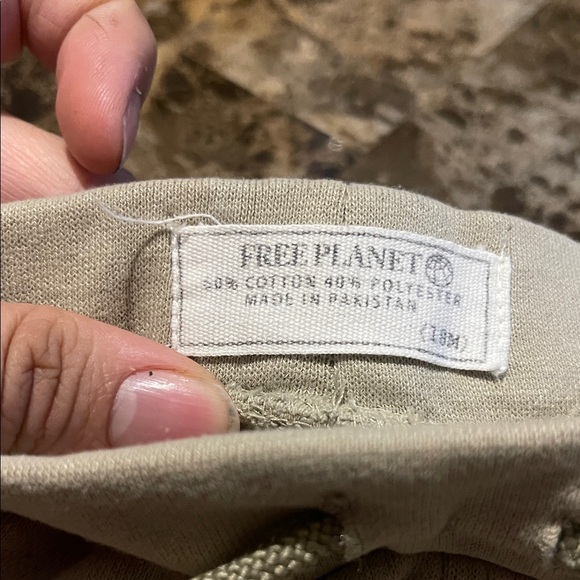 FREE PLANET
60% COTTON 40% POLYESTER
MADE IN PAKISTAN
(18M)